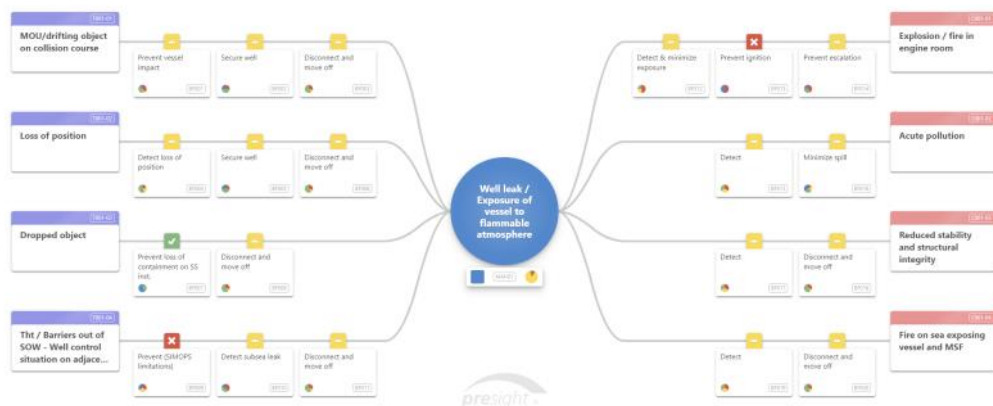 MOU/drifting object
on collision course
Prevent vessel
impact
Secure well
Disconnect and
move off
Detect & minimize
exposure
Prevent ignition
Prevent escalation
Explosion / fire in
engine room
Loss of position
Detect loss of
position
Secure well
Disconnect and
move off
Well leak /
Exposure of
vessel to
flammable
atmosphere
Detect
Minimize spill
Acute pollution
Dropped object
Prevent loss of
containment on SS
inst.
Disconnect and
move off
Detect
Disconnect and
move off
Reduced stability
and structural
integrity
Tht / Barriers out of
SOW - Well control
situation on adjace...
Prevent (SIMOPS
limitations)
Detect subsea leak
Disconnect and
move off
Detect
Disconnect and
move off
Fire on sea exposing
vessel and MSF
presight